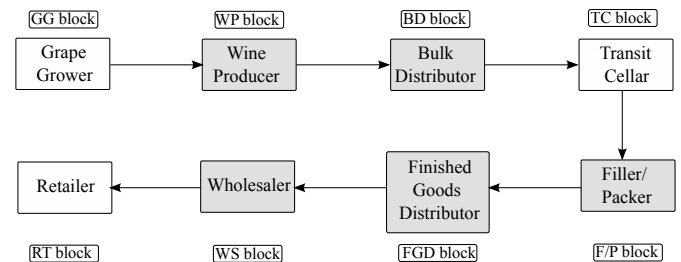 GG block
WP block
BD block
TC block
Grape
Grower
Wine
Producer
Bulk
Distributor
Transit
Cellar
Retailer
Wholesaler
Finished
Goods
Distributor
Filler/
Packer
RT block
WS block
FGD block
F/P block